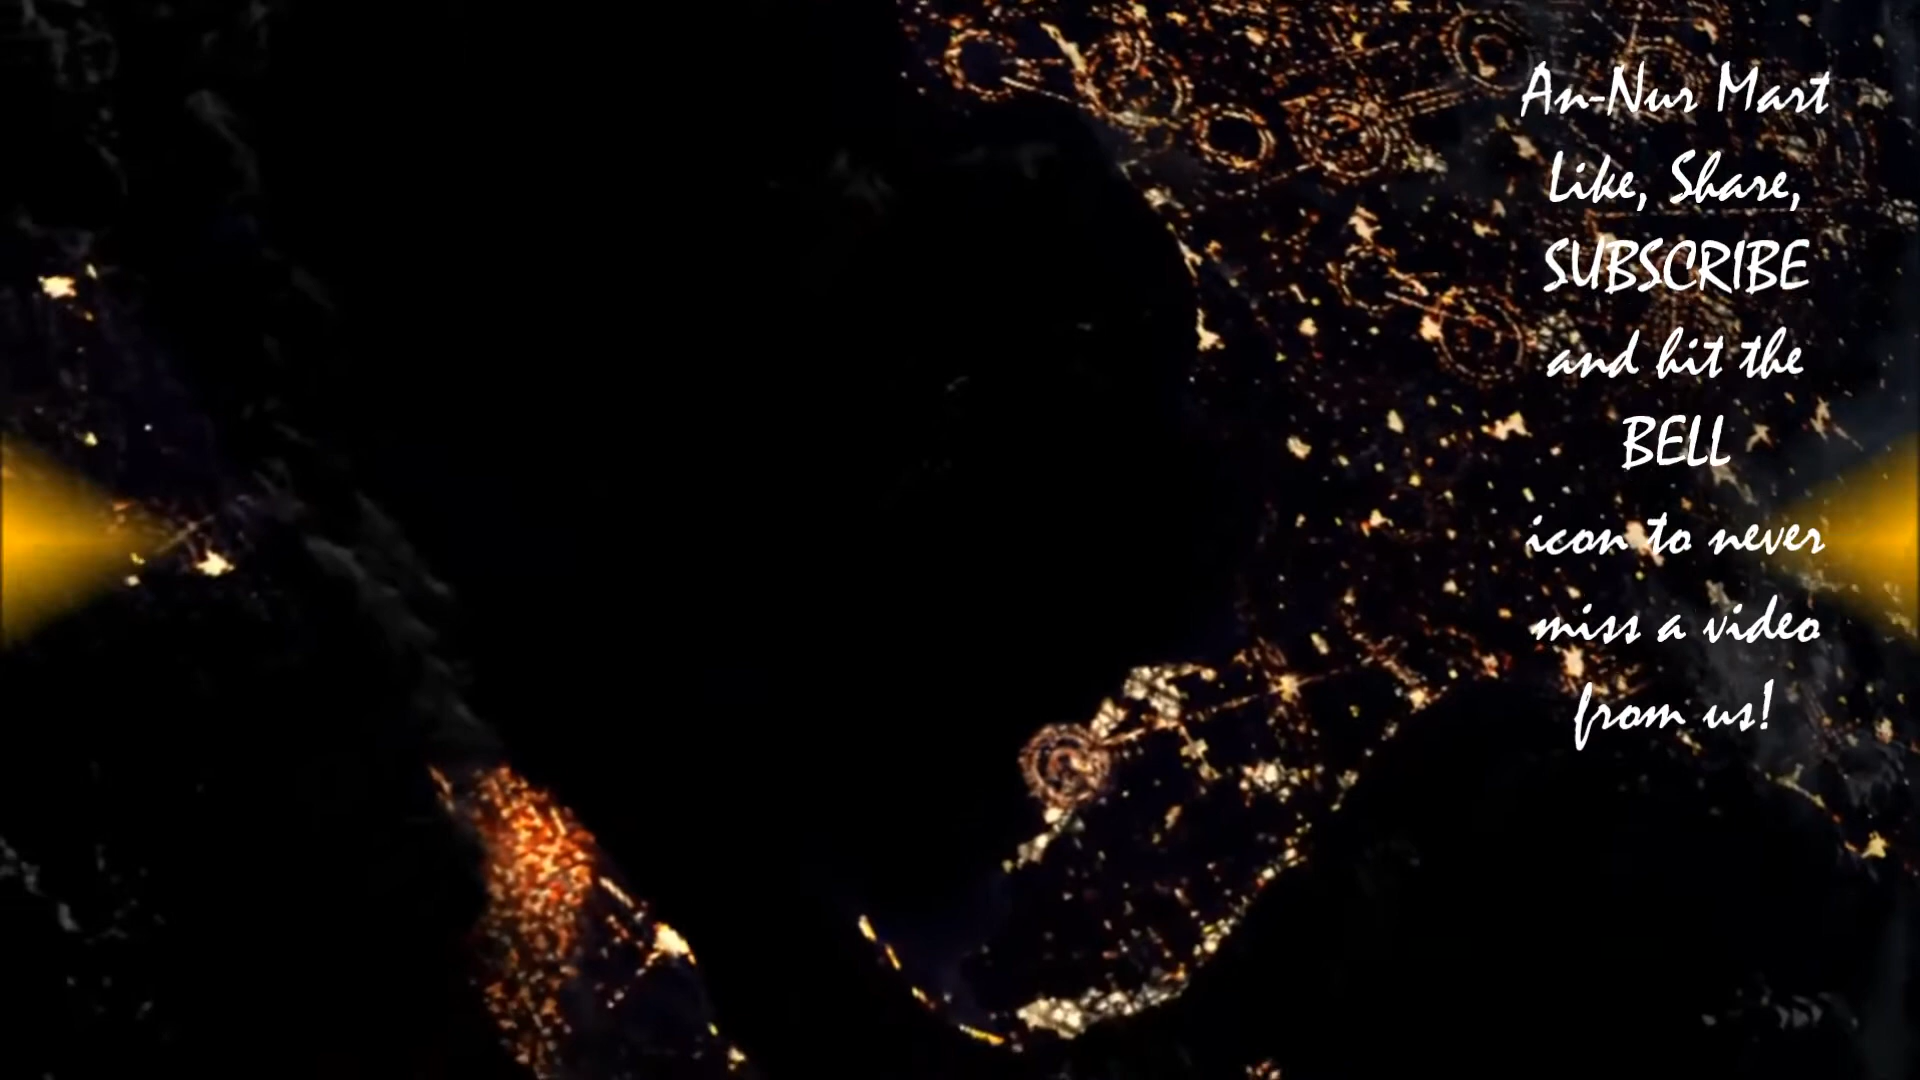 An-Nur Mart
Like, Share,
SUBSCRIBE
and hit the
BELL
icon to never
miss a video
from us!